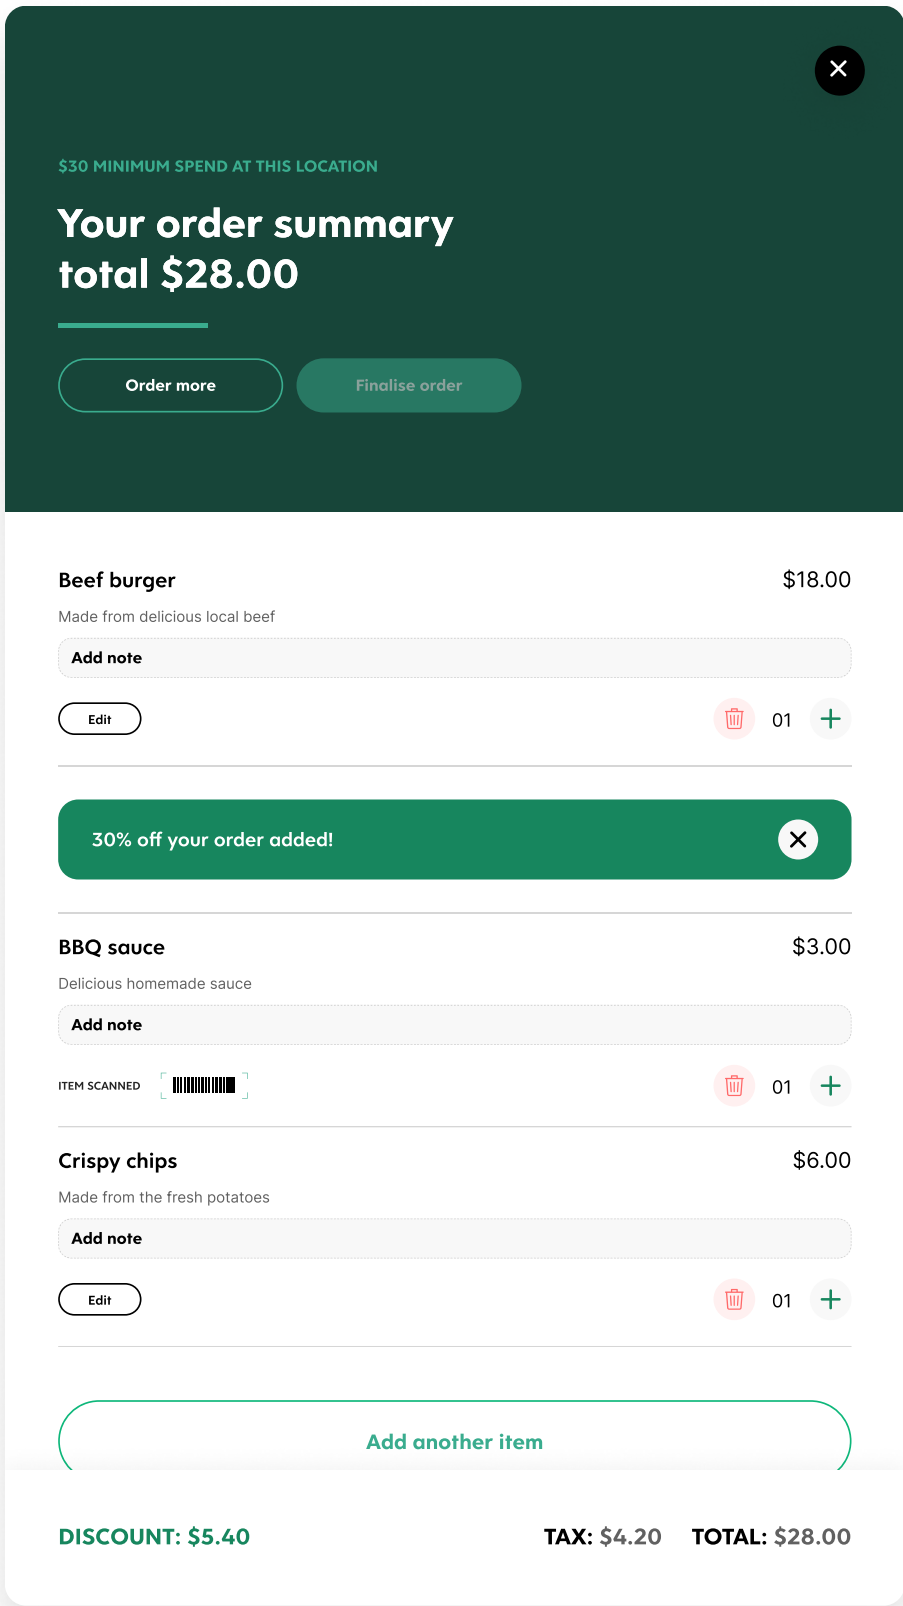 $30 MINIMUM SPEND AT THIS LOCATION
Your order summary
total $28.00
Order more
Finalise order
Beef burger
$18.00
Made from delicious local beef
Add note
Edit
01
30% off your order added!
BBQ sauce
$3.00
Delicious homemade sauce
Add note
ITEM SCANNED
01
Crispy chips
$6.00
Made from the fresh potatoes
Add note
Edit
01
Add another item
DISCOUNT: $5.40
TAX: $4.20
TOTAL: $28.00